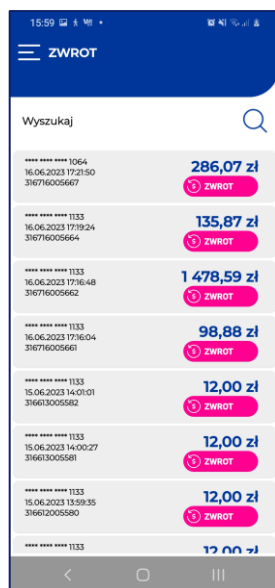 15:59
ZWROT
Wyszukaj
**** **** **** 1064
16.06.2023 17:21:50
316716005667
286,07 zł
ZWROT
**** **** **** 1133
16.06.2023 17:19:24
316716005664
135,87 zł
ZWROT
**** **** **** 1133
16.06.2023 17:16:48
316716005662
1 478,59 zł
ZWROT
**** **** **** 1133
16.06.2023 17:16:04
316716005661
98,88 zł
ZWROT
**** **** **** 1133
15.06.2023 14:01:01
316613005582
12,00 zł
ZWROT
**** **** **** 1133
15.06.2023 14:00:27
316613005581
12,00 zł
ZWROT
**** **** **** 1133
15.06.2023 13:59:35
316612005580
12,00 zł
ZWROT
**** **** **** 1133
12,00 zł